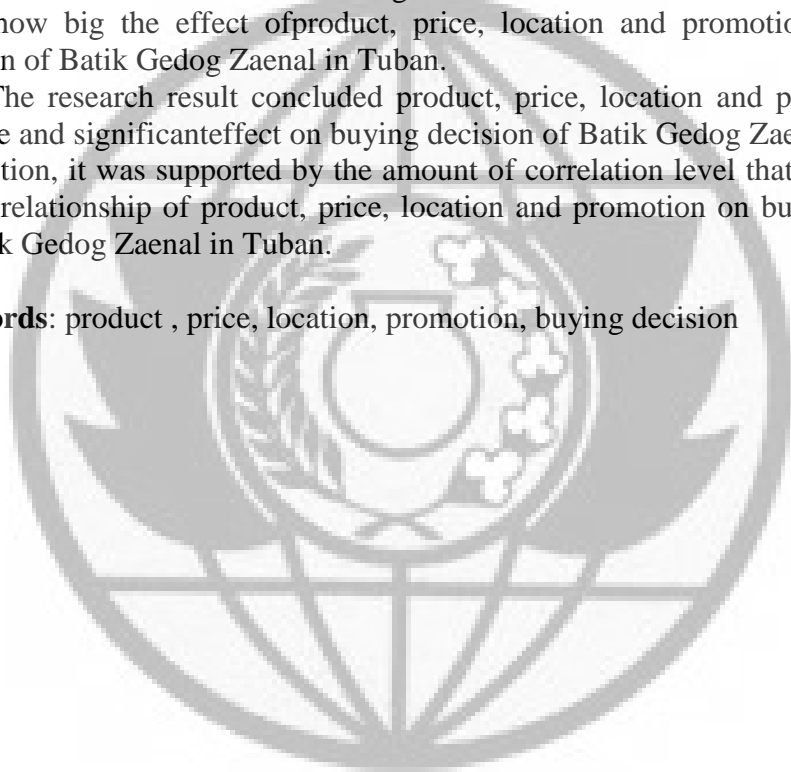 how big the effect ofproduct, price, location and promotio
n of Batik Gedog Zaenal in Tuban.
The research result concluded product, price, location and p
e and significanteffect on buying decision of Batik Gedog Zae
tion, it was supported by the amount of correlation level that
relationship of product, price, location and promotion on bu
k Gedog Zaenal in Tuban.
ords: product , price, location, promotion, buying decision